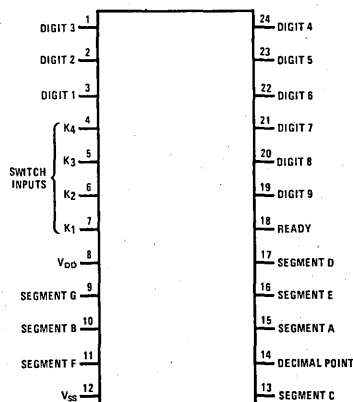 DIGIT 3 1
DIGIT 2 2
DIGIT 1 3
K4 4
K3 5
SWITCH INPUTS
K2 6
K1 7
VDD 8
SEGMENT G 9
SEGMENT B 10
SEGMENT F 11
VSS 12
24 DIGIT 4
23 DIGIT 5
22 DIGIT 6
21 DIGIT 7
20 DIGIT 8
19 DIGIT 9
18 READY
17 SEGMENT D
16 SEGMENT E
15 SEGMENT A
14 DECIMAL POINT
13 SEGMENT C